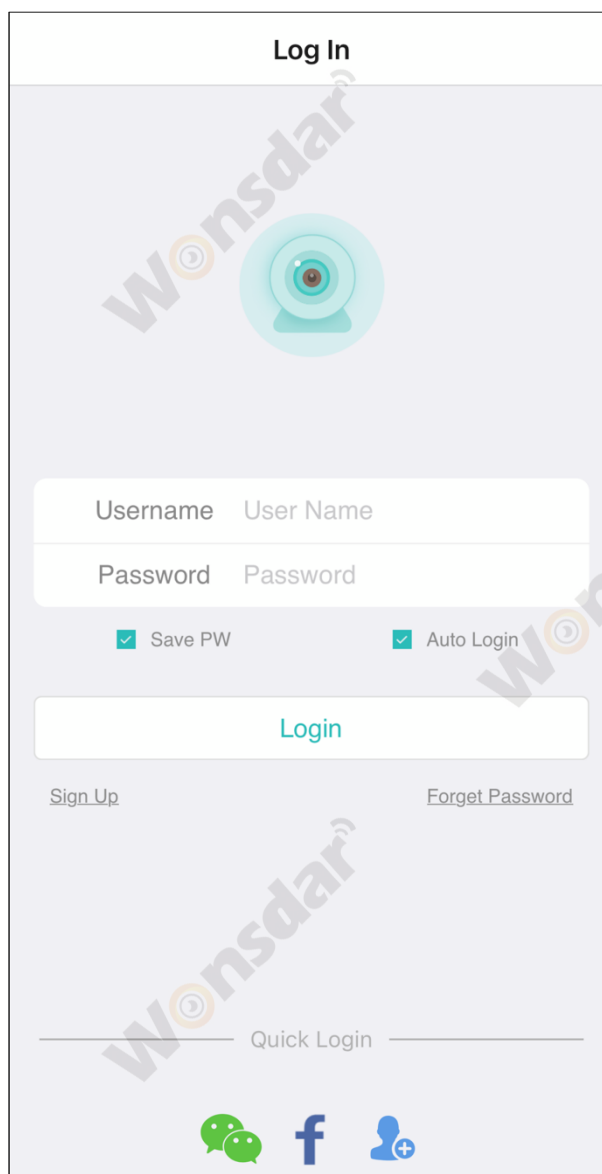 Log In
wonsdar
Username User Name
Password Password
Save PW Auto Login
wons
Login
Sign Up Forget Password
wonsdar
Quick Login
f